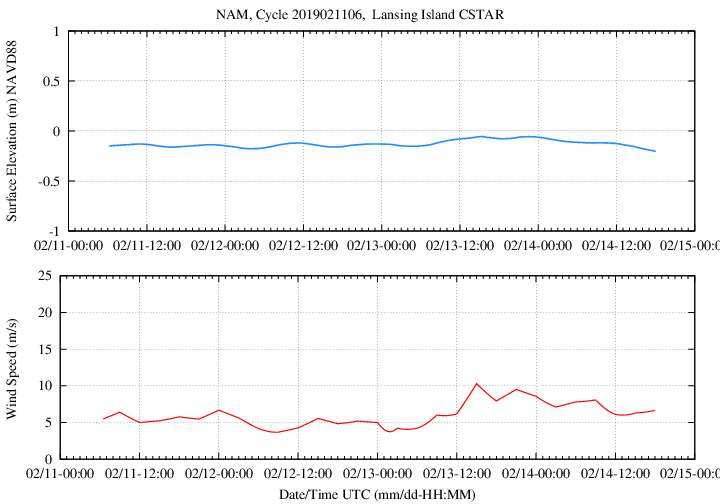 NAM, Cycle 2019021106,  Lansing Island CSTAR
Surface Elevation (m) NAVD88
1
0.5
0
-0.5
-1
02/11-00:00 02/11-12:00 02/12-00:00 02/12-12:00 02/13-00:00 02/13-12:00 02/14-00:00 02/14-12:00 02/15-00:0
Wind Speed (m/s)
25
20
15
10
5
0
02/11-00:00 02/11-12:00 02/12-00:00 02/12-12:00 02/13-00:00 02/13-12:00 02/14-00:00 02/14-12:00 02/15-00:0
Date/Time UTC (mm/dd-HH:MM)